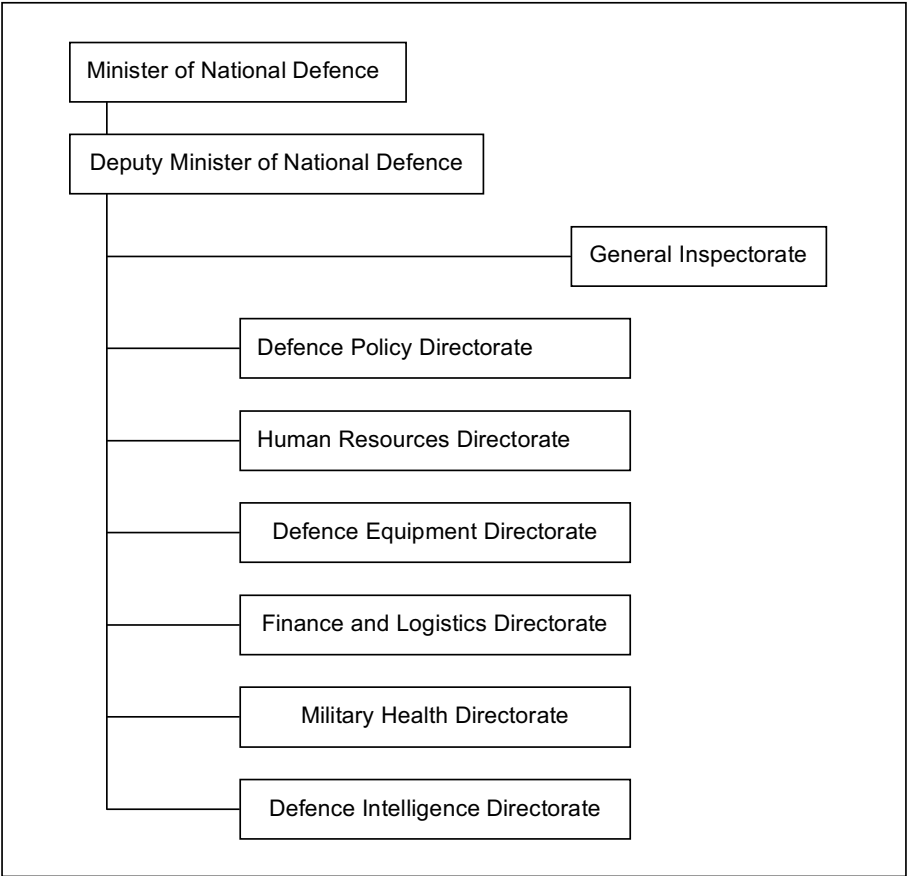 Minister of National Defence
Deputy Minister of National Defence
General Inspectorate
Defence Policy Directorate
Human Resources Directorate
Defence Equipment Directorate
Finance and Logistics Directorate
Military Health Directorate
Defence Intelligence Directorate